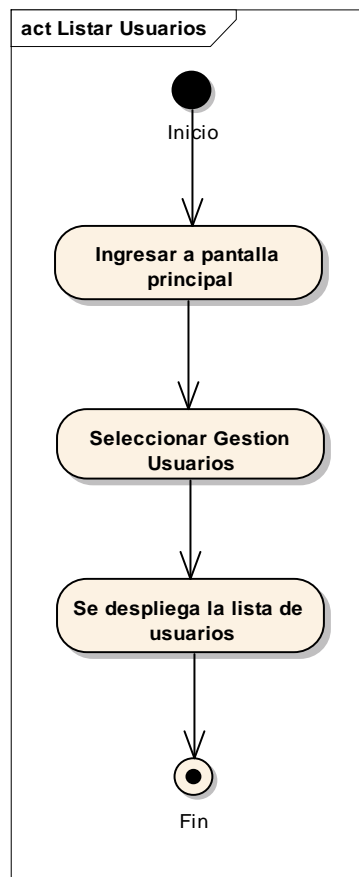 act Listar Usuarios
Inicio
Ingresar a pantalla
principal
Seleccionar Gestion
Usuarios
Se despliega la lista de
usuarios
Fin